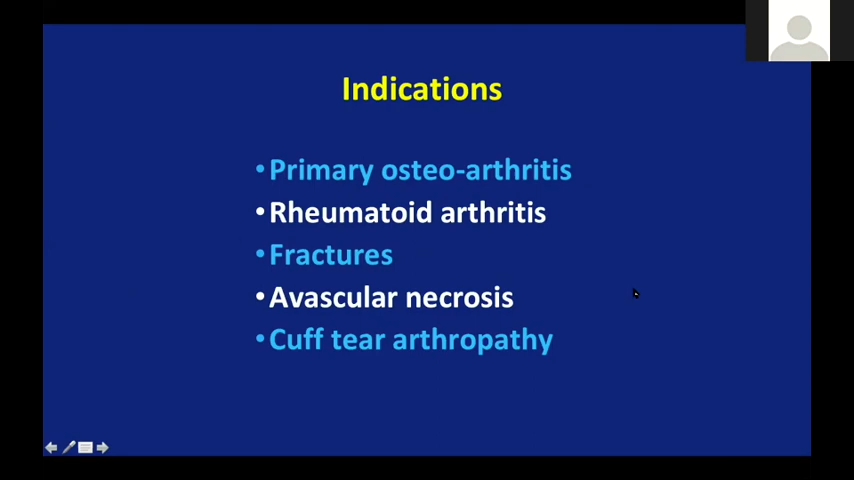 Indications
•Primary osteo-arthritis
•Rheumatoid arthritis
•Fractures
•Avascular necrosis
•Cuff tear arthropathy